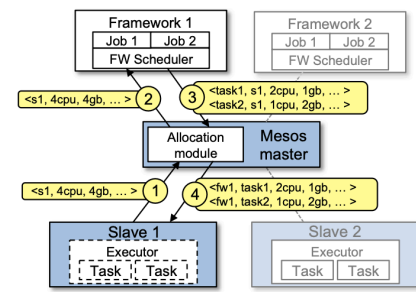 Framework 1
Job 1 Job 2
FW Scheduler
Framework 2
Job 1 Job 2
FW Scheduler
<s1, 4cpu, 4gb, ... >
2
3
<task1, s1, 2cpu, 1gb, ... >
<task2, s1, 1cpu, 2gb, ... >
Allocation
module
Mesos
master
<s1, 4cpu, 4gb, ... >
1
4
<fw1, task1, 2cpu, 1gb, ... >
<fw1, task2, 1cpu, 2gb, ... >
Slave 1
Executor
Task Task
Slave 2
Executor
Task Task